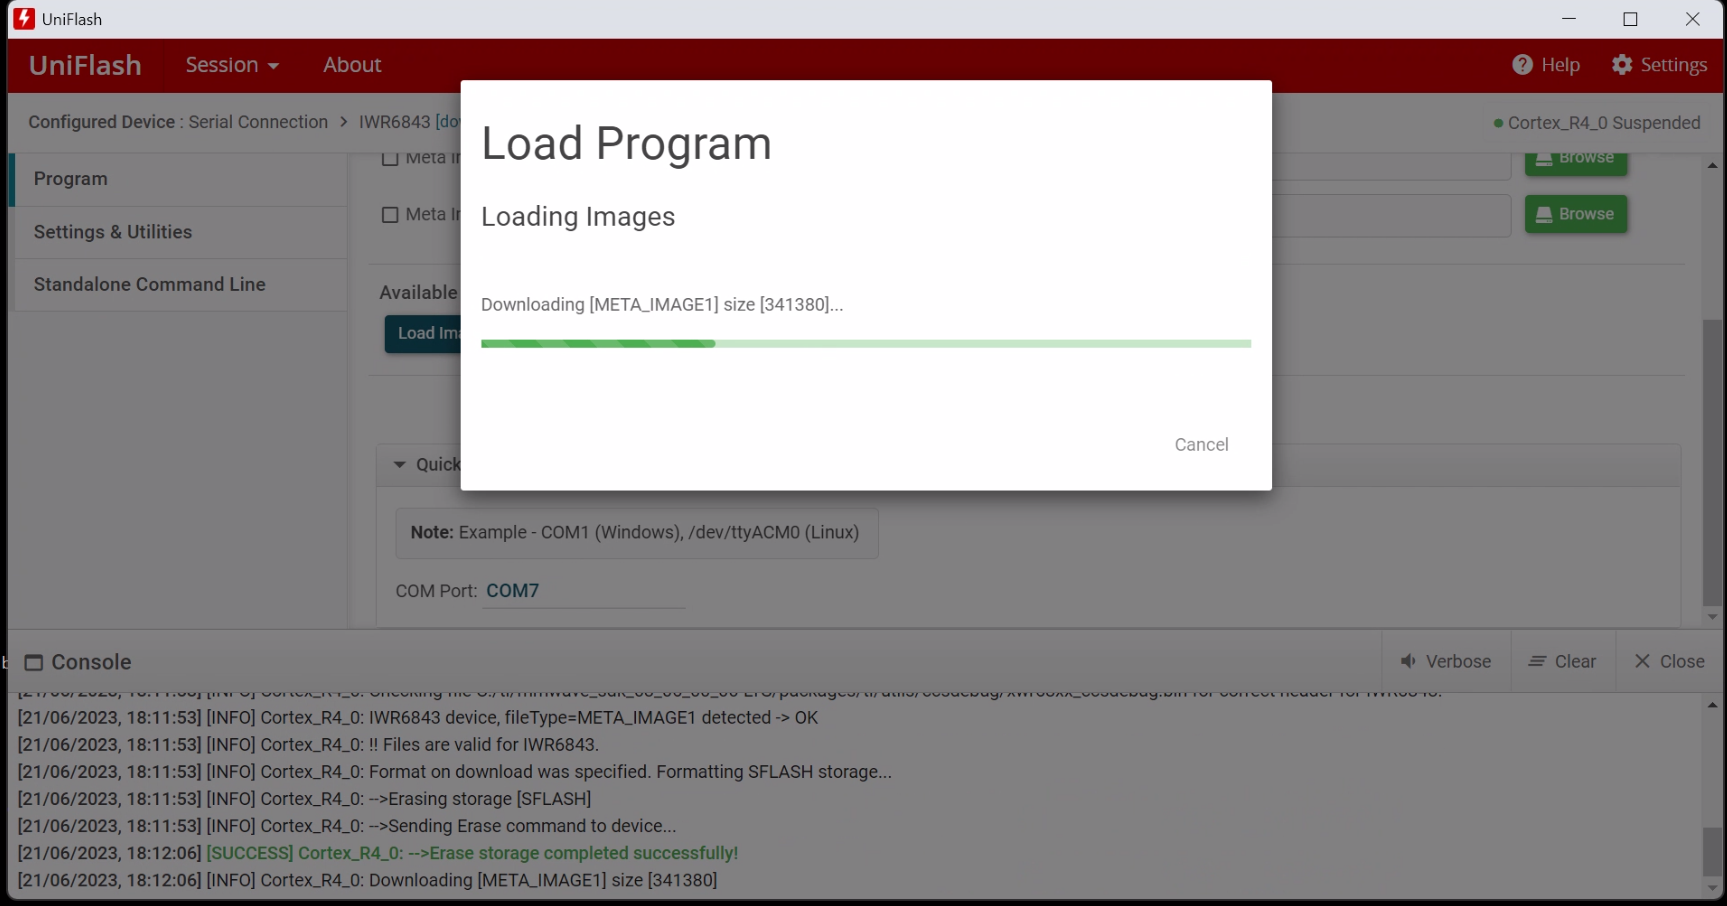 UniFlash
UniFlash Session About Help Settings
Configured Device : Serial Connection > IWR6843 [do
Cortex_R4_0 Suspended
Load Program
Loading Images
Downloading [META_IMAGE1] size [341380]...
Cancel
Program
Settings & Utilities
Standalone Command Line
Meta Browse
Meta Browse
Available
Load
Quick
Note: Example - COM1 (Windows), /dev/ttyACM0 (Linux)
COM Port: COM7
Console Verbose Clear Close
[21/06/2023, 18:11:53] [INFO] Cortex_R4_0: IWR6843 device, fileType=META_IMAGE1 detected -> OK
[21/06/2023, 18:11:53] [INFO] Cortex_R4_0: !! Files are valid for IWR6843.
[21/06/2023, 18:11:53] [INFO] Cortex_R4_0: Format on download was specified. Formatting SFLASH storage...
[21/06/2023, 18:11:53] [INFO] Cortex_R4_0: -->Erasing storage [SFLASH]
[21/06/2023, 18:11:53] [INFO] Cortex_R4_0: -->Sending Erase command to device...
[21/06/2023, 18:12:06] [SUCCESS] Cortex_R4_0: -->Erase storage completed successfully!
[21/06/2023, 18:12:06] [INFO] Cortex_R4_0: Downloading [META_IMAGE1] size [341380]